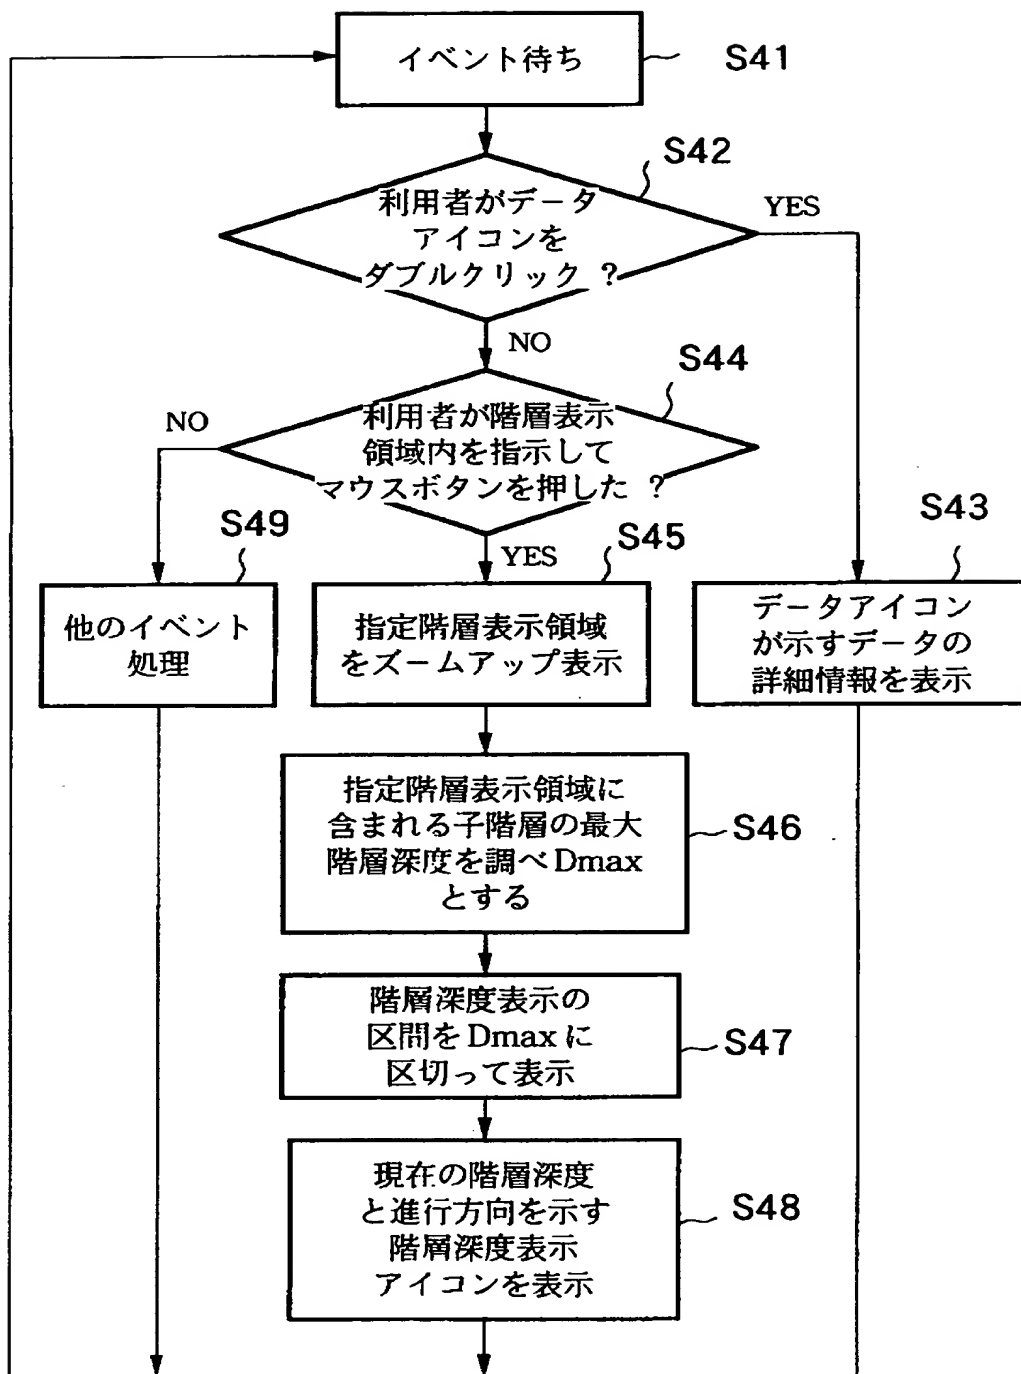 イベント待ち
S41
S42
利用者がデータ
アイコンを
ダブルクリック ?
YES
NO
S44
利用者が階層表示
領域内を指示して
マウスボタンを押した ?
NO
YES
S49
他のイベント
処理
S45
指定階層表示領域
をズームアップ表示
S43
データアイコン
が示すデータの
詳細情報を表示
指定階層表示領域に
含まれる子階層の最大
階層深度を調べDmax
とする
S46
階層深度表示の
区間をDmaxに
区切って表示
S47
現在の階層深度
と進行方向を示す
階層深度表示
アイコンを表示
S48